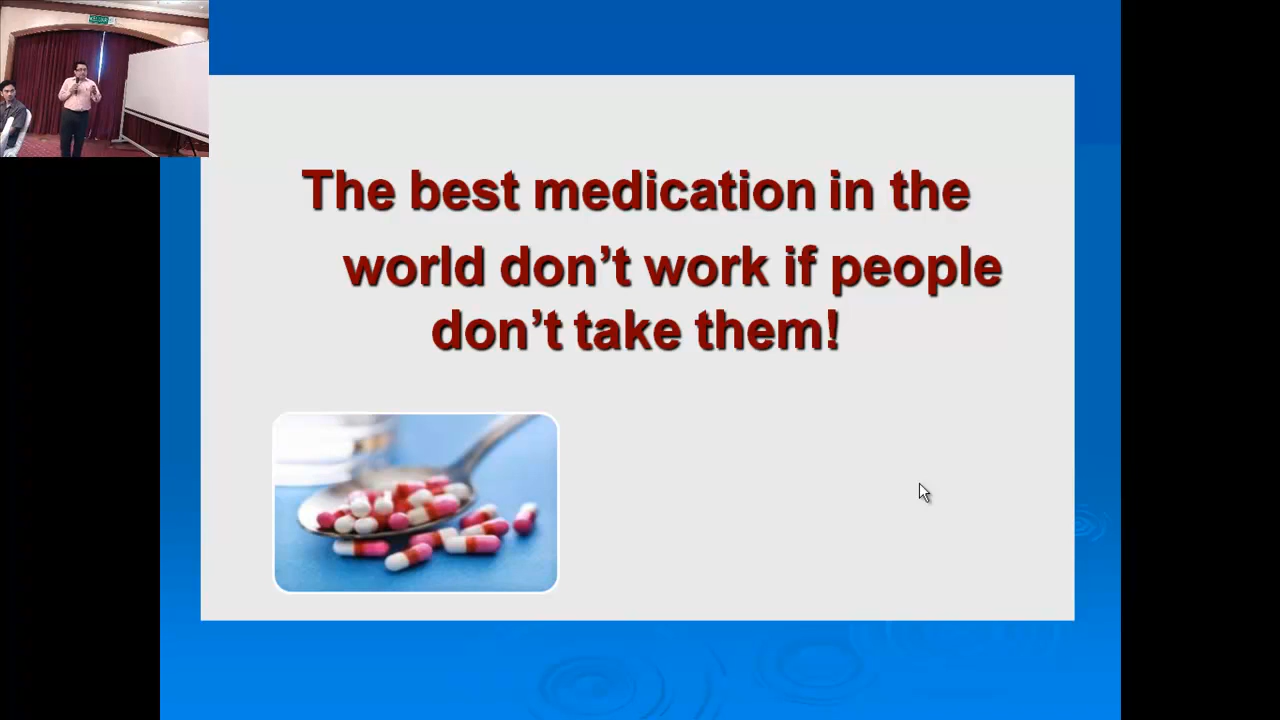 The best medication in the
world don’t work if people
don’t take them!